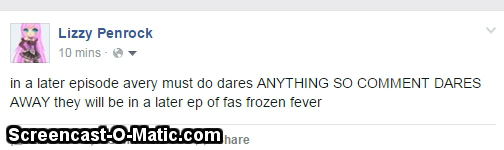 Lizzy Penrock
10 mins ·
in a later episode avery must do dares ANYTHING SO COMMENT DARES
AWAY they will be in a later ep of fas frozen fever
Screencast-O-Matic.com
hare